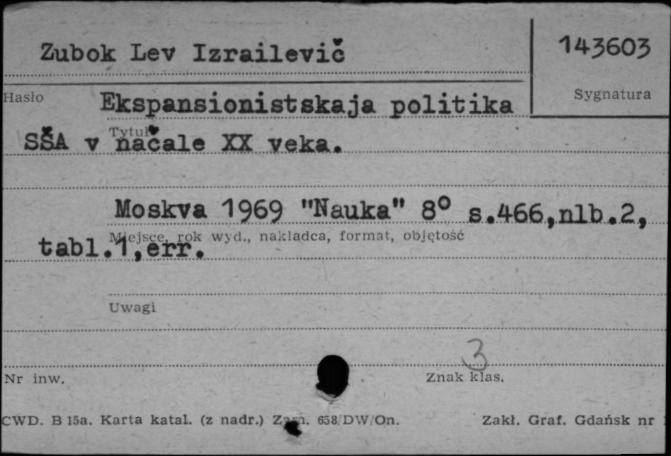 Zubok Lev Izrailevič
143603
Hasło
Ekspansionistskaja politika
Sygnatura
Tytuł
SŠA v načale XX veka.
Moskva 1969 "Nauka" 8° s.466,nlb.2,
Miejsce, rok wyd., nakładca, format, objętość
tabl.1,err.
Uwagi
3
Nr inw.
Znak klas.
CWD. B 15a. Karta katal. (z nadr.) Zam. 658/DW/On.
Zakł. Graf. Gdańsk nr